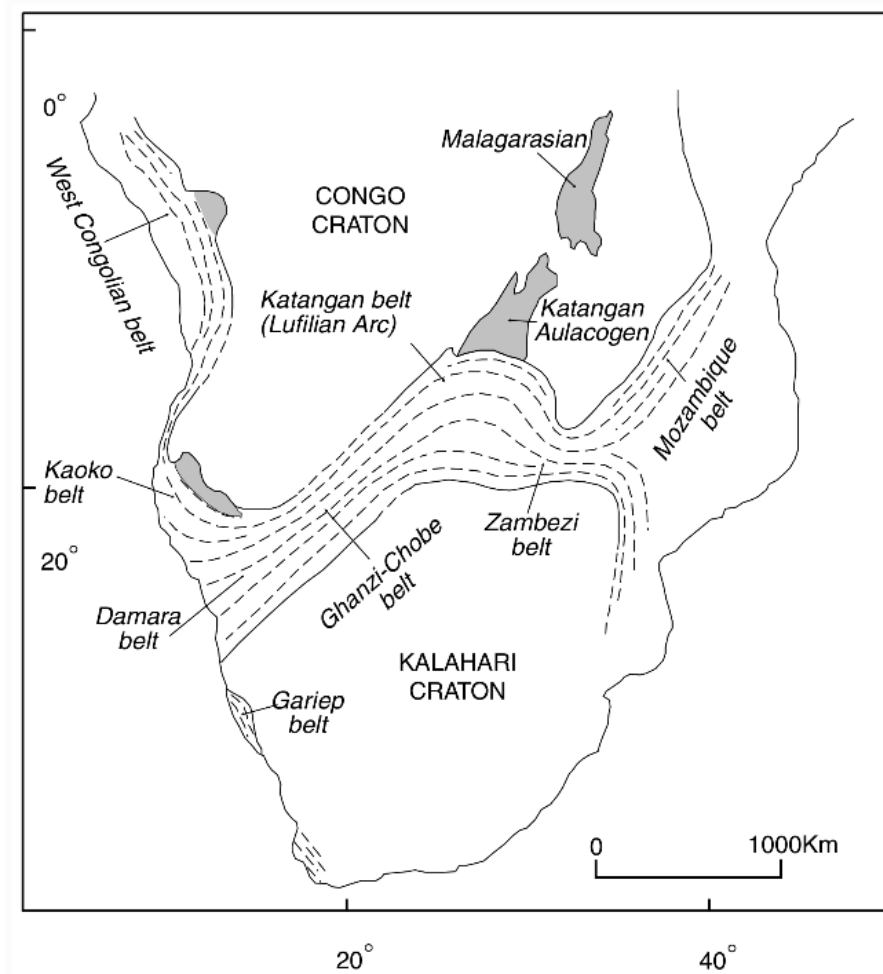 0°
Malagarasian
West Congolian belt
CONGO
CRATON
Katangan belt
(Lufilian Arc)
Katangan
Aulacogen
Mozambique
belt
Kaoko
belt
20°
Zambezi
belt
Ghanzi-Chobe
belt
Damara
belt
KALAHARI
CRATON
Gariep
belt
0
1000Km
20°
40°